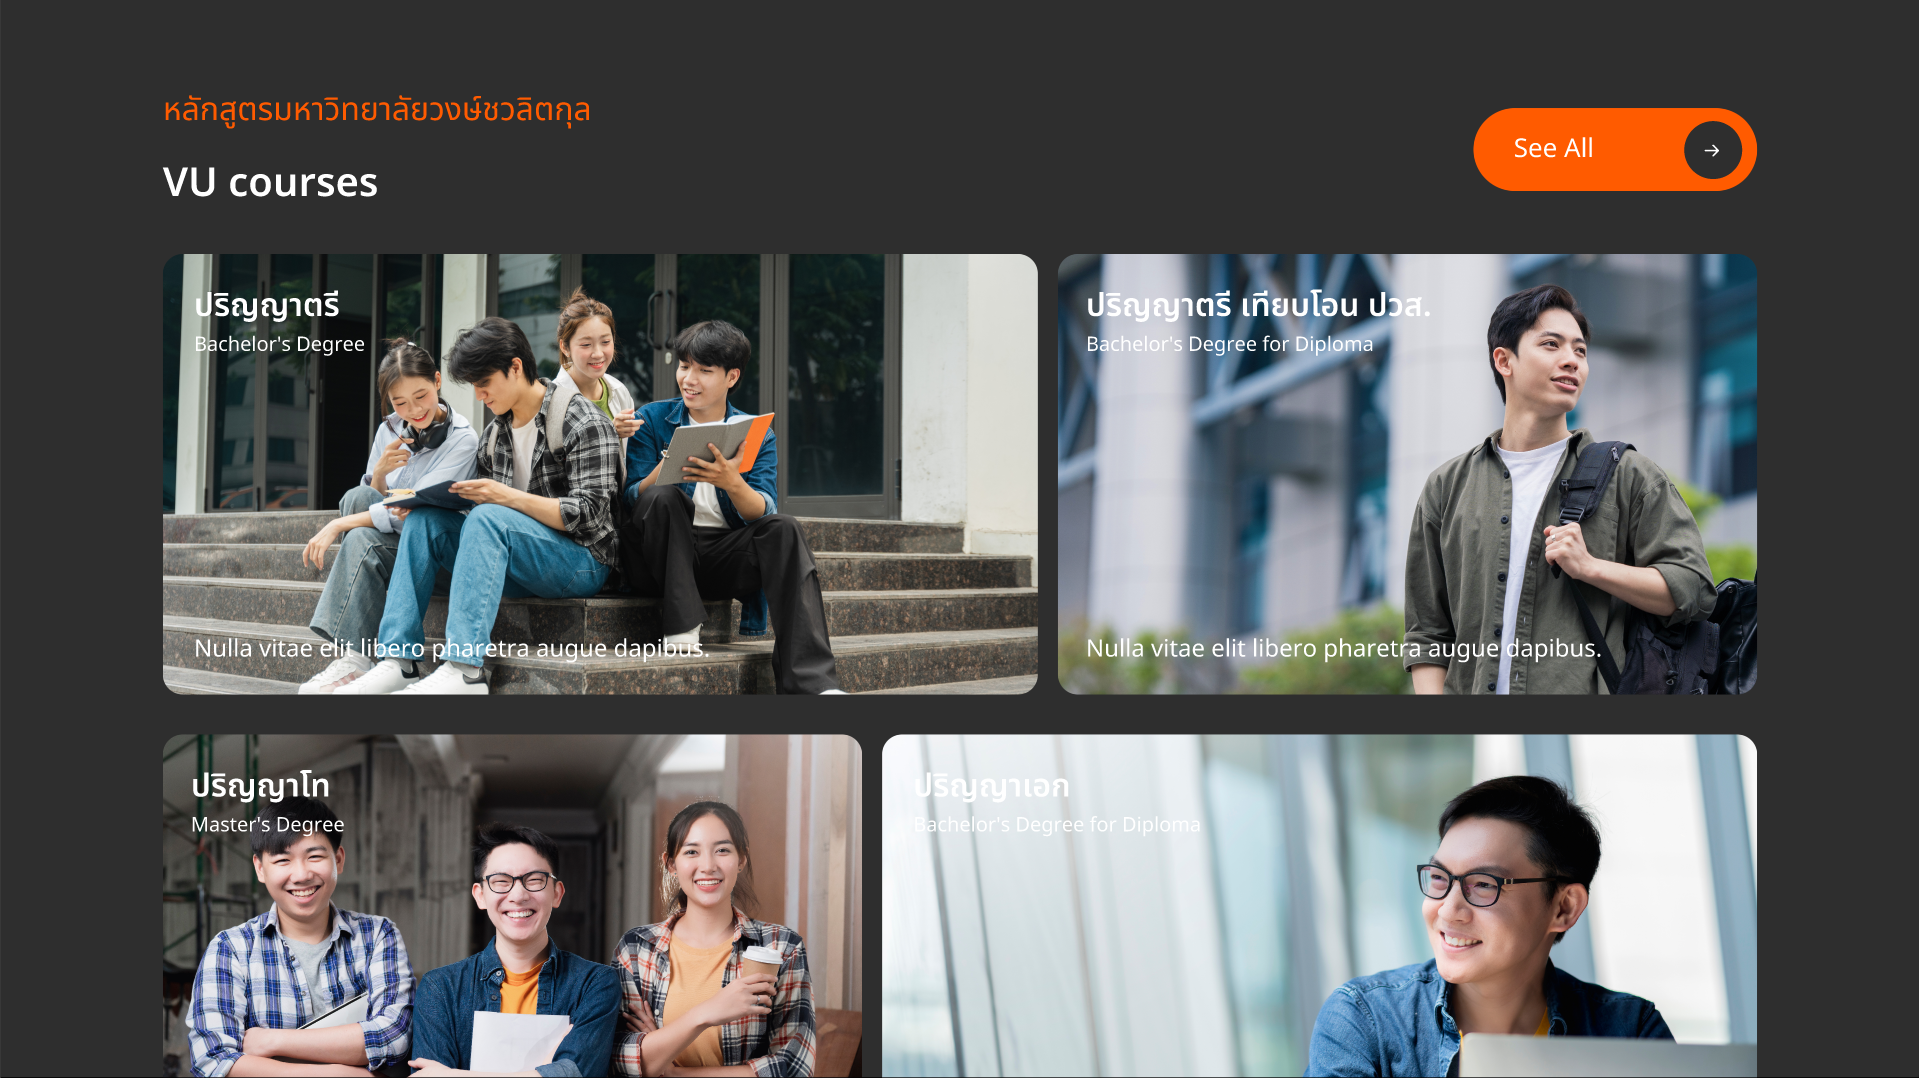 หลักสูตรมหาวิทยาลัยวงษ์ชวลิตกุล
VU courses
See All
ปริญญาตรี
Bachelor's Degree
Nulla vitae elit libero pharetra augue dapibus.
ปริญญาตรี เทียบโอน ปวส.
Bachelor's Degree for Diploma
Nulla vitae elit libero pharetra augue dapibus.
ปริญญาโท
Master's Degree
ปริญญาเอก
Bachelor's Degree for Diploma